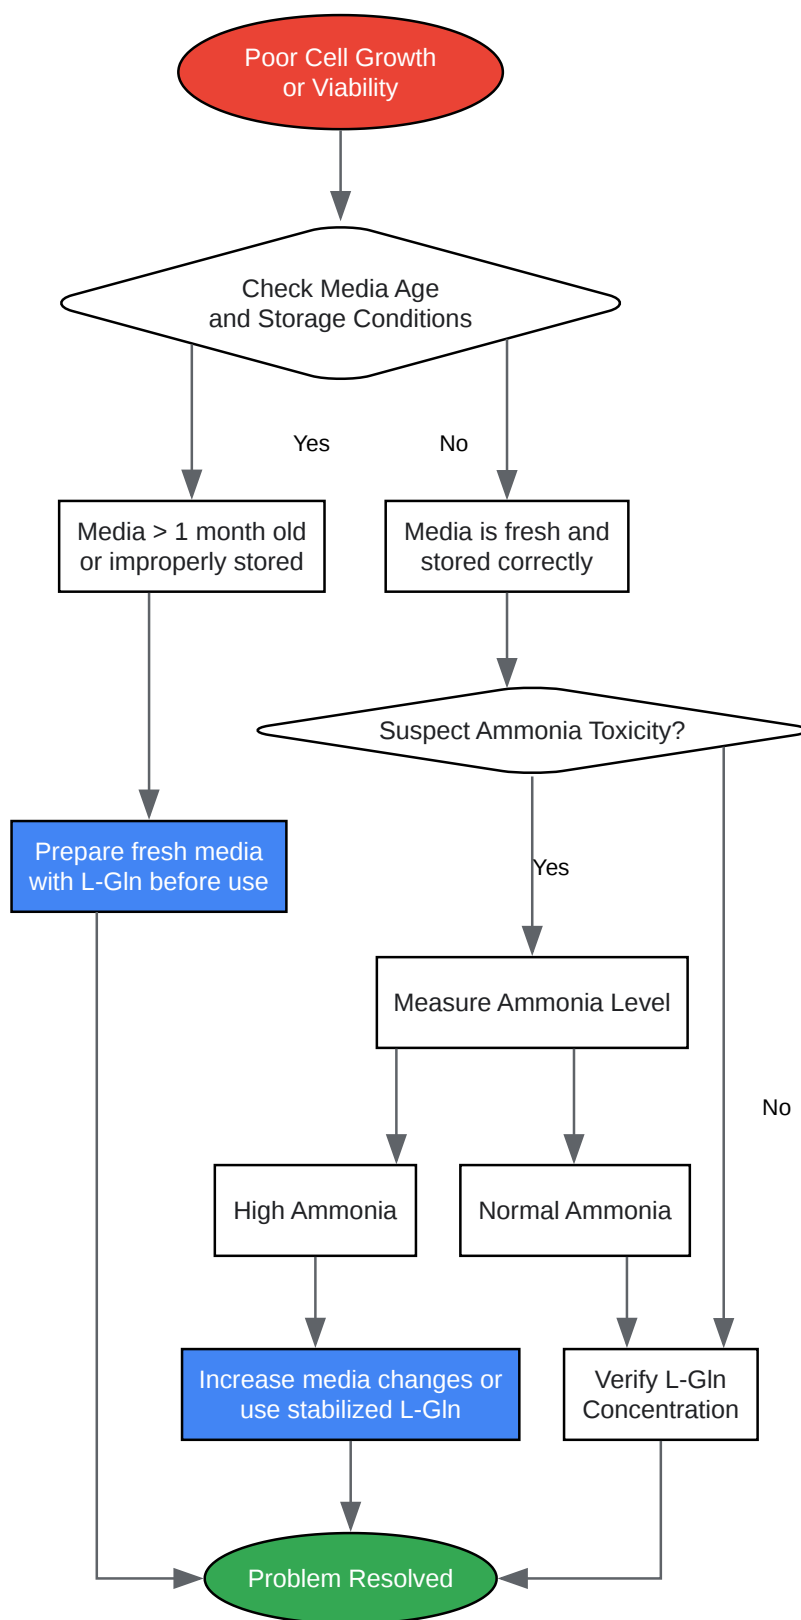 Poor Cell Growth
or Viability
Check Media Age
and Storage Conditions
Yes
No
Media > 1 month old
or improperly stored
Media is fresh and
stored correctly
Suspect Ammonia Toxicity?
Prepare fresh media
with L-Gln before use
Yes
Measure Ammonia Level
No
High Ammonia
Normal Ammonia
Increase media changes or
use stabilized L-Gln
Verify L-Gln
Concentration
Problem Resolved